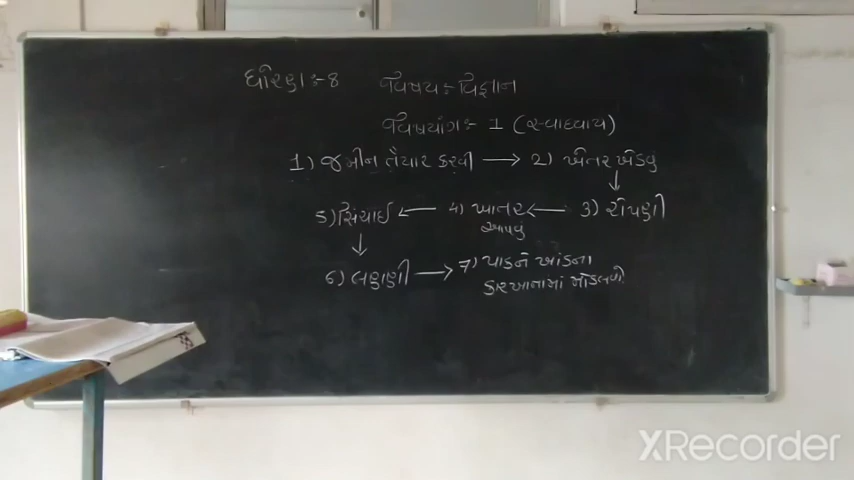 ધોરણ:- 8 વિષય:- વિજ્ઞાન
વિષયાંગ:- 1 (સ્વાધ્યાય)
1) જમીન તૈયાર કરવી → 2) ખેતર ખેડવું
↓
5) સિંચાઈ ← 4) ખાતર આપવું ← 3) રોપણી
↓
6) લણણી → 7) પાકને ખાંડના
કારખાનામાં મોકલવો.
XRecorder